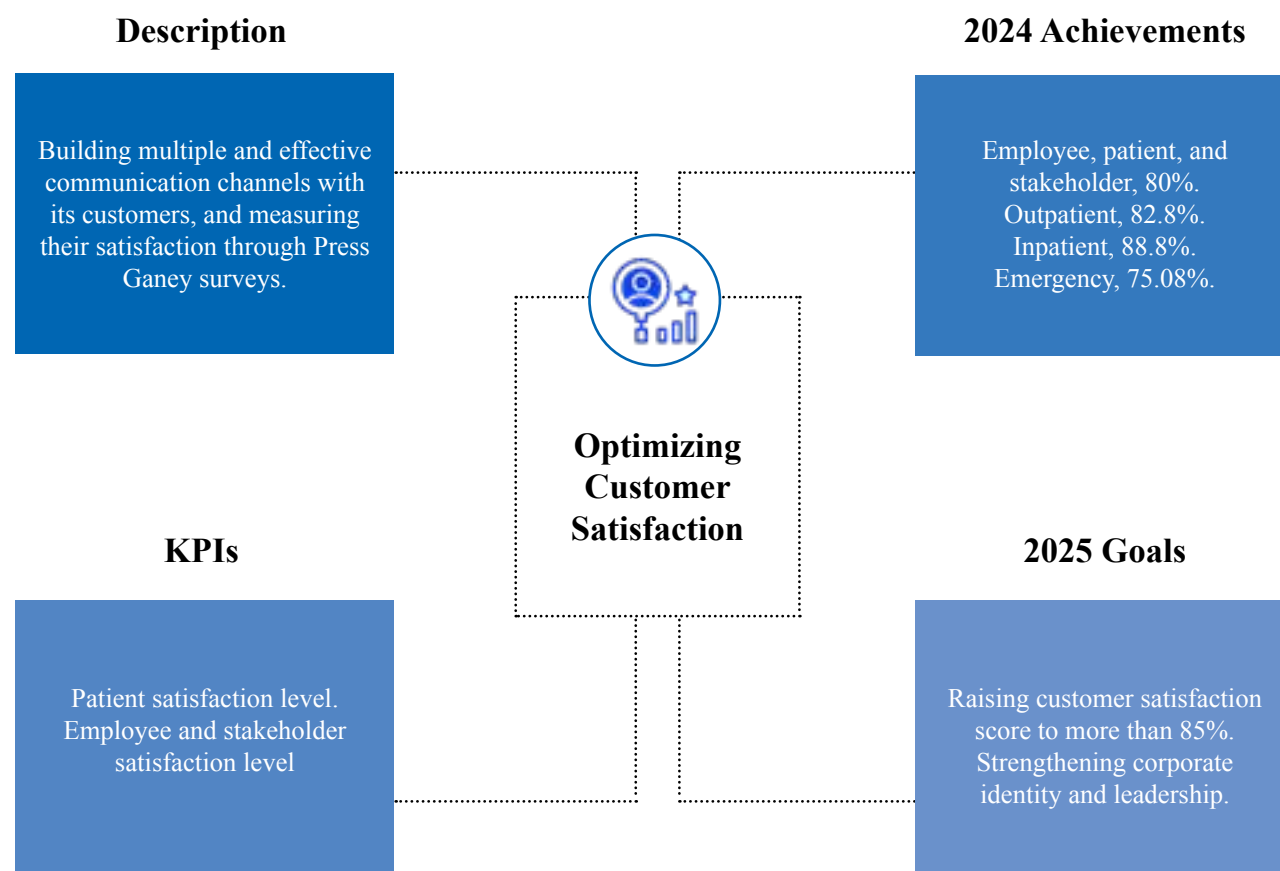 Description
Building multiple and effective
communication channels with
its customers, and measuring
their satisfaction through Press
Ganey surveys.
2024 Achievements
Employee, patient, and
stakeholder, 80%.
Outpatient, 82.8%.
Inpatient, 88.8%.
Emergency, 75.08%.
Optimizing
Customer
Satisfaction
KPIs
Patient satisfaction level.
Employee and stakeholder
satisfaction level
2025 Goals
Raising customer satisfaction
score to more than 85%.
Strengthening corporate
identity and leadership.